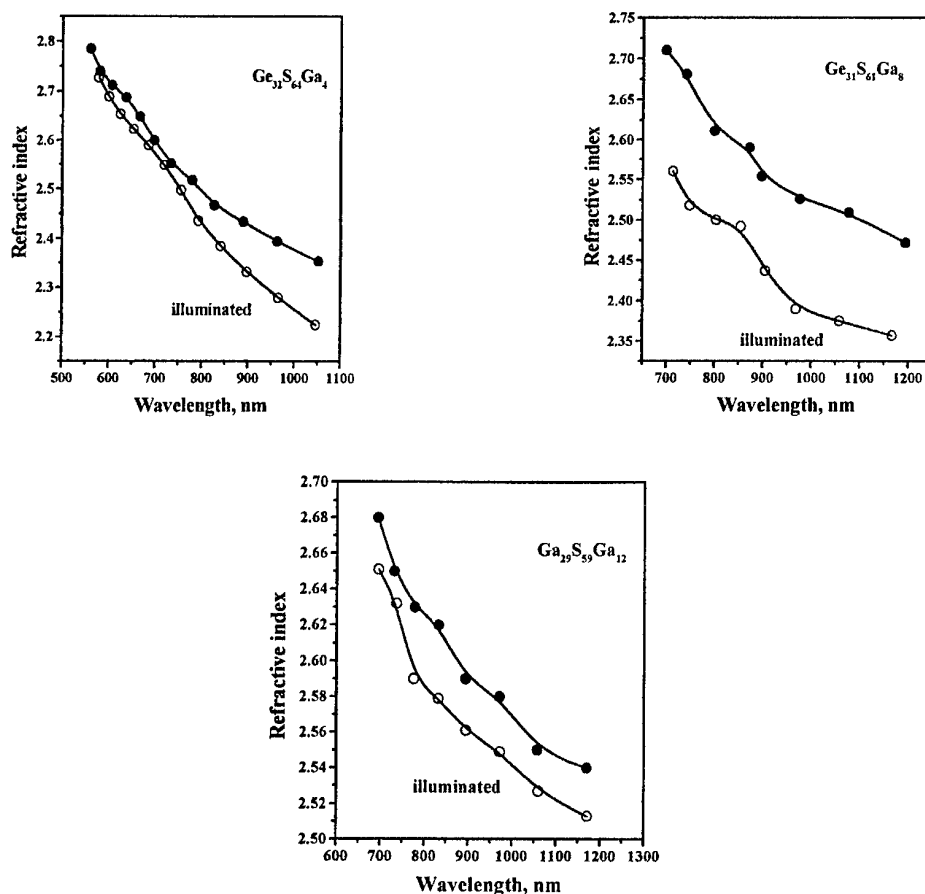 2.8
2.7
2.6
2.5
2.4
2.3
2.2
Refractive index
Ge₃₂S₆₄Ga₄
illuminated
500 600 700 800 900 1000 1100
Wavelength, nm
2.75
2.70
2.65
2.60
2.55
2.50
2.45
2.40
2.35
Refractive index
Ge₃₁S₆₁Ga₈
illuminated
700 800 900 1000 1100 1200
Wavelength, nm
2.70
2.68
2.66
2.64
2.62
2.60
2.58
2.56
2.54
2.52
2.50
Refractive index
Ga₂₉S₅₉Ga₁₂
illuminated
600 700 800 900 1000 1100 1200 1300
Wavelength, nm